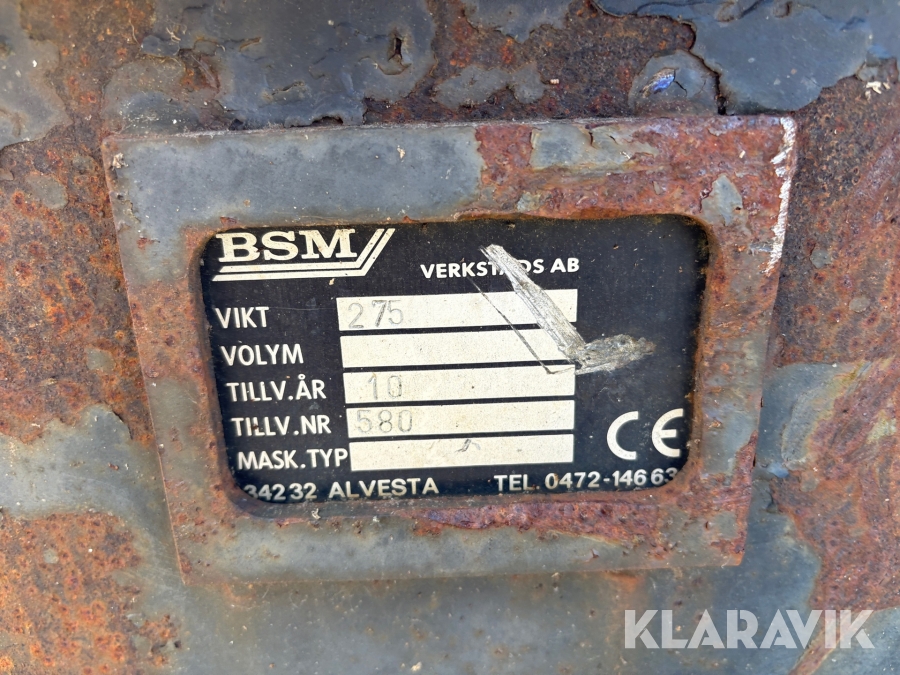 BSM
VERKSTADS AB
VIKT 275
VOLYM
TILLV.ÅR 10
TILLV.NR 580
MASK.TYP
34232 ALVESTA TEL. 0472-14663
CE
KLARAVIK